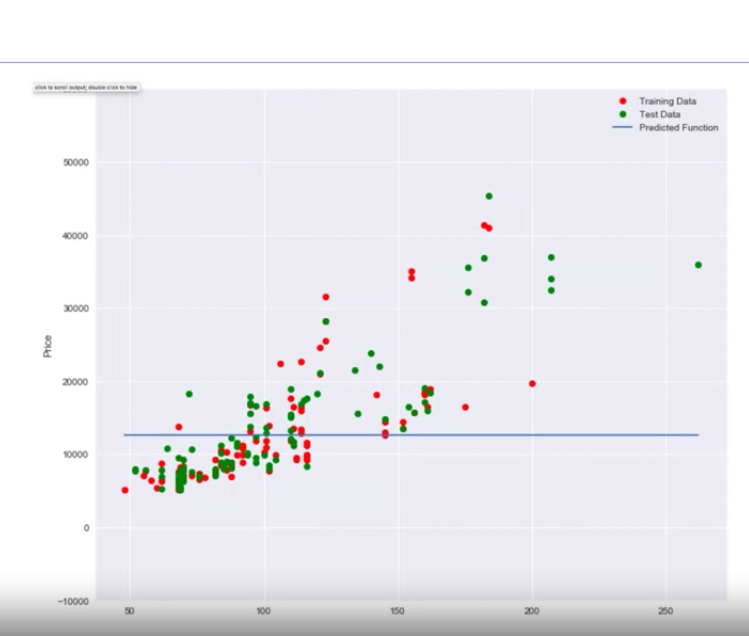 click to scroll output; double click to hide
Training Data
Test Data
Predicted Function
50000
40000
30000
20000
10000
0
−10000
Price
50
100
150
200
250